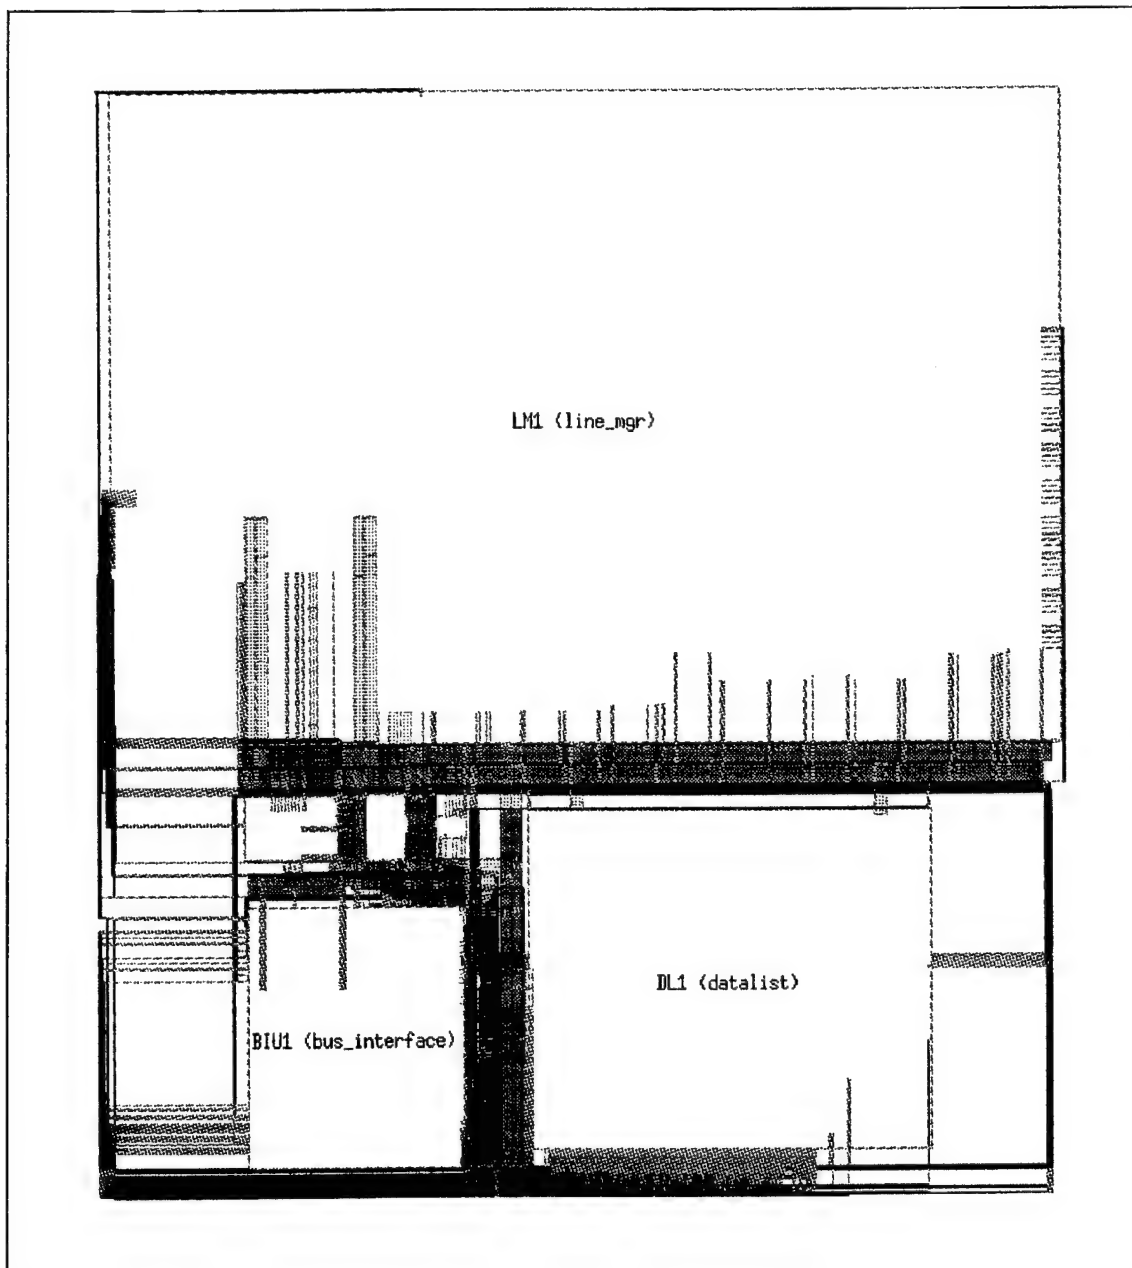 LM1 (line_mgr)
DL1 (datalist)
BIU1 (bus_interface)